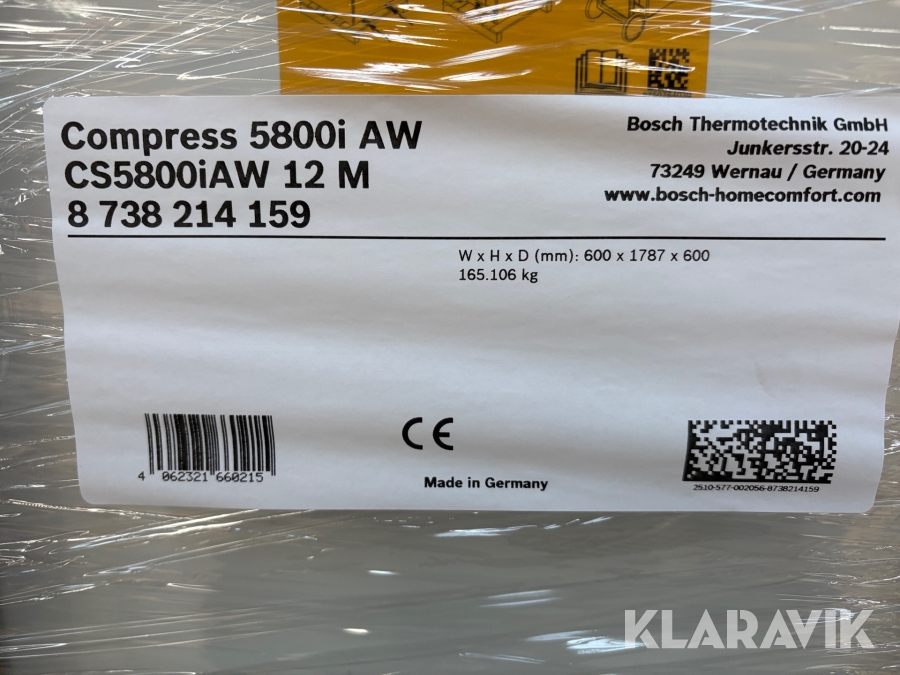 Compress 5800i AW
CS5800iAW 12 M
8 738 214 159
Bosch Thermotechnik GmbH
Junkersstr. 20-24
73249 Wernau / Germany
www.bosch-homecomfort.com
W x H x D (mm): 600 x 1787 x 600
165.106 kg
4 062321 660215
CE
Made in Germany
2510-577-002056-8738214159
KLARAVIK